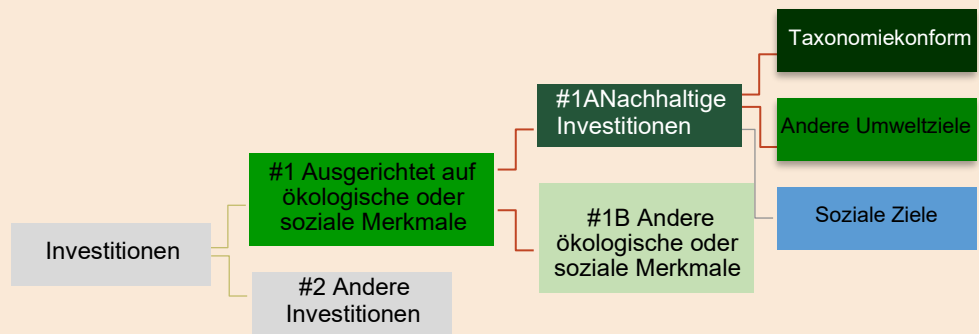 Investitionen
#1 Ausgerichtet auf
ökologische oder
soziale Merkmale
#2 Andere
Investitionen
#1ANachhaltige
Investitionen
#1B Andere
ökologische oder
soziale Merkmale
Taxonomiekonform
Andere Umweltziele
Soziale Ziele